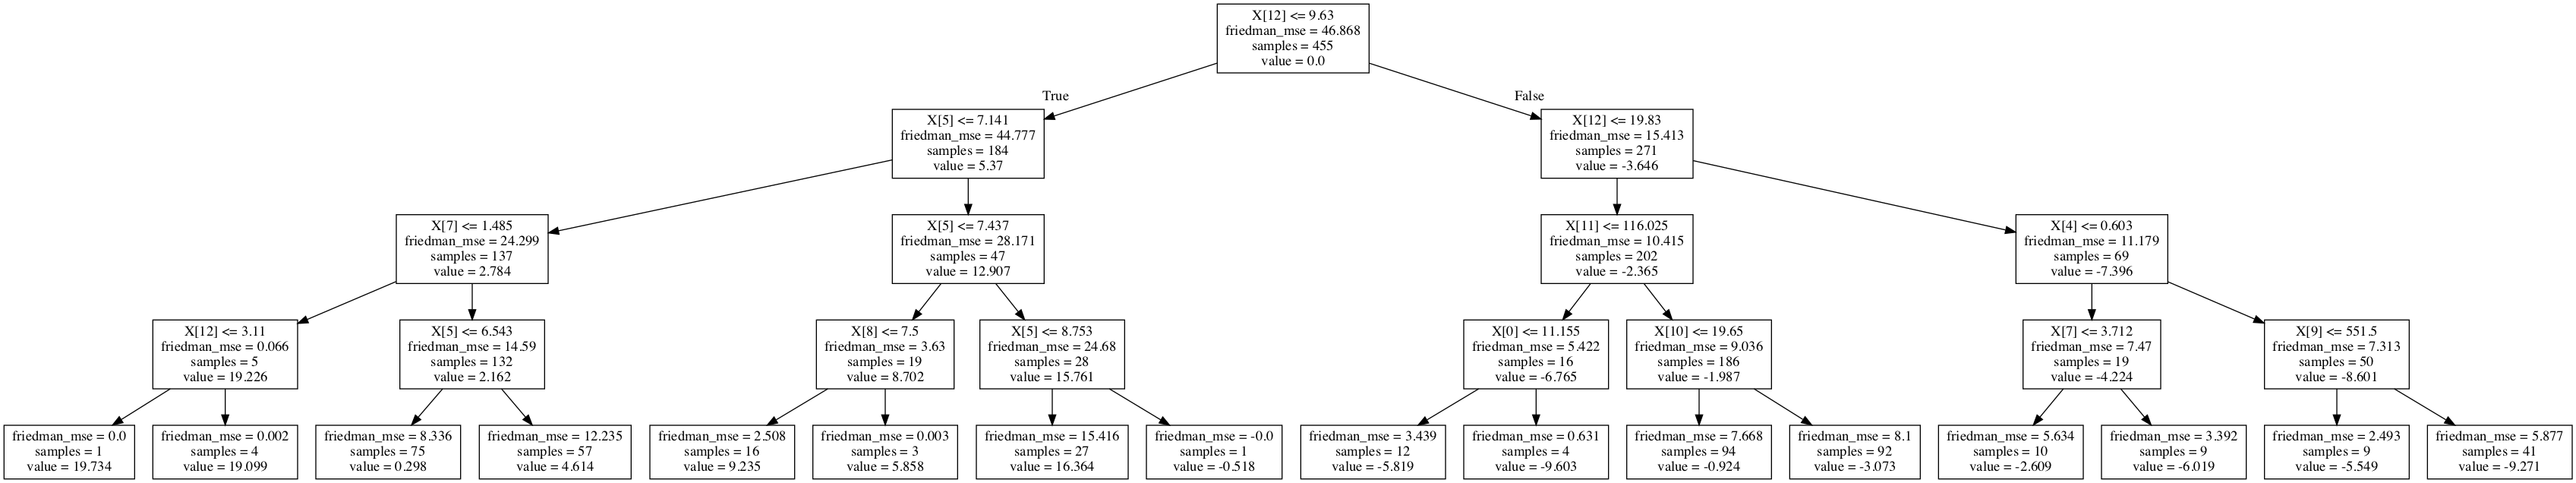 X[12] <= 9.63
friedman_mse = 46.868
samples = 455
value = 0.0
True
False
X[5] <= 7.141
friedman_mse = 44.777
samples = 184
value = 5.37
X[12] <= 19.83
friedman_mse = 15.413
samples = 271
value = -3.646
X[7] <= 1.485
friedman_mse = 24.299
samples = 137
value = 2.784
X[5] <= 7.437
friedman_mse = 28.171
samples = 47
value = 12.907
X[11] <= 116.025
friedman_mse = 10.415
samples = 202
value = -2.365
X[4] <= 0.603
friedman_mse = 11.179
samples = 69
value = -7.396
X[12] <= 3.11
friedman_mse = 0.066
samples = 5
value = 19.226
X[5] <= 6.543
friedman_mse = 14.59
samples = 132
value = 2.162
X[8] <= 7.5
friedman_mse = 3.63
samples = 19
value = 8.702
X[5] <= 8.753
friedman_mse = 24.68
samples = 28
value = 15.761
X[0] <= 11.155
friedman_mse = 5.422
samples = 16
value = -6.765
X[10] <= 19.65
friedman_mse = 9.036
samples = 186
value = -1.987
X[7] <= 3.712
friedman_mse = 7.47
samples = 19
value = -4.224
X[9] <= 551.5
friedman_mse = 7.313
samples = 50
value = -8.601
friedman_mse = 0.0
samples = 1
value = 19.734
friedman_mse = 0.002
samples = 4
value = 19.099
friedman_mse = 8.336
samples = 75
value = 0.298
friedman_mse = 12.235
samples = 57
value = 4.614
friedman_mse = 2.508
samples = 16
value = 9.235
friedman_mse = 0.003
samples = 3
value = 5.858
friedman_mse = 15.416
samples = 27
value = 16.364
friedman_mse = -0.0
samples = 1
value = -0.518
friedman_mse = 3.439
samples = 12
value = -5.819
friedman_mse = 0.631
samples = 4
value = -9.603
friedman_mse = 7.668
samples = 94
value = -0.924
friedman_mse = 8.1
samples = 92
value = -3.073
friedman_mse = 5.634
samples = 10
value = -2.609
friedman_mse = 3.392
samples = 9
value = -6.019
friedman_mse = 2.493
samples = 9
value = -5.549
friedman_mse = 5.877
samples = 41
value = -9.271